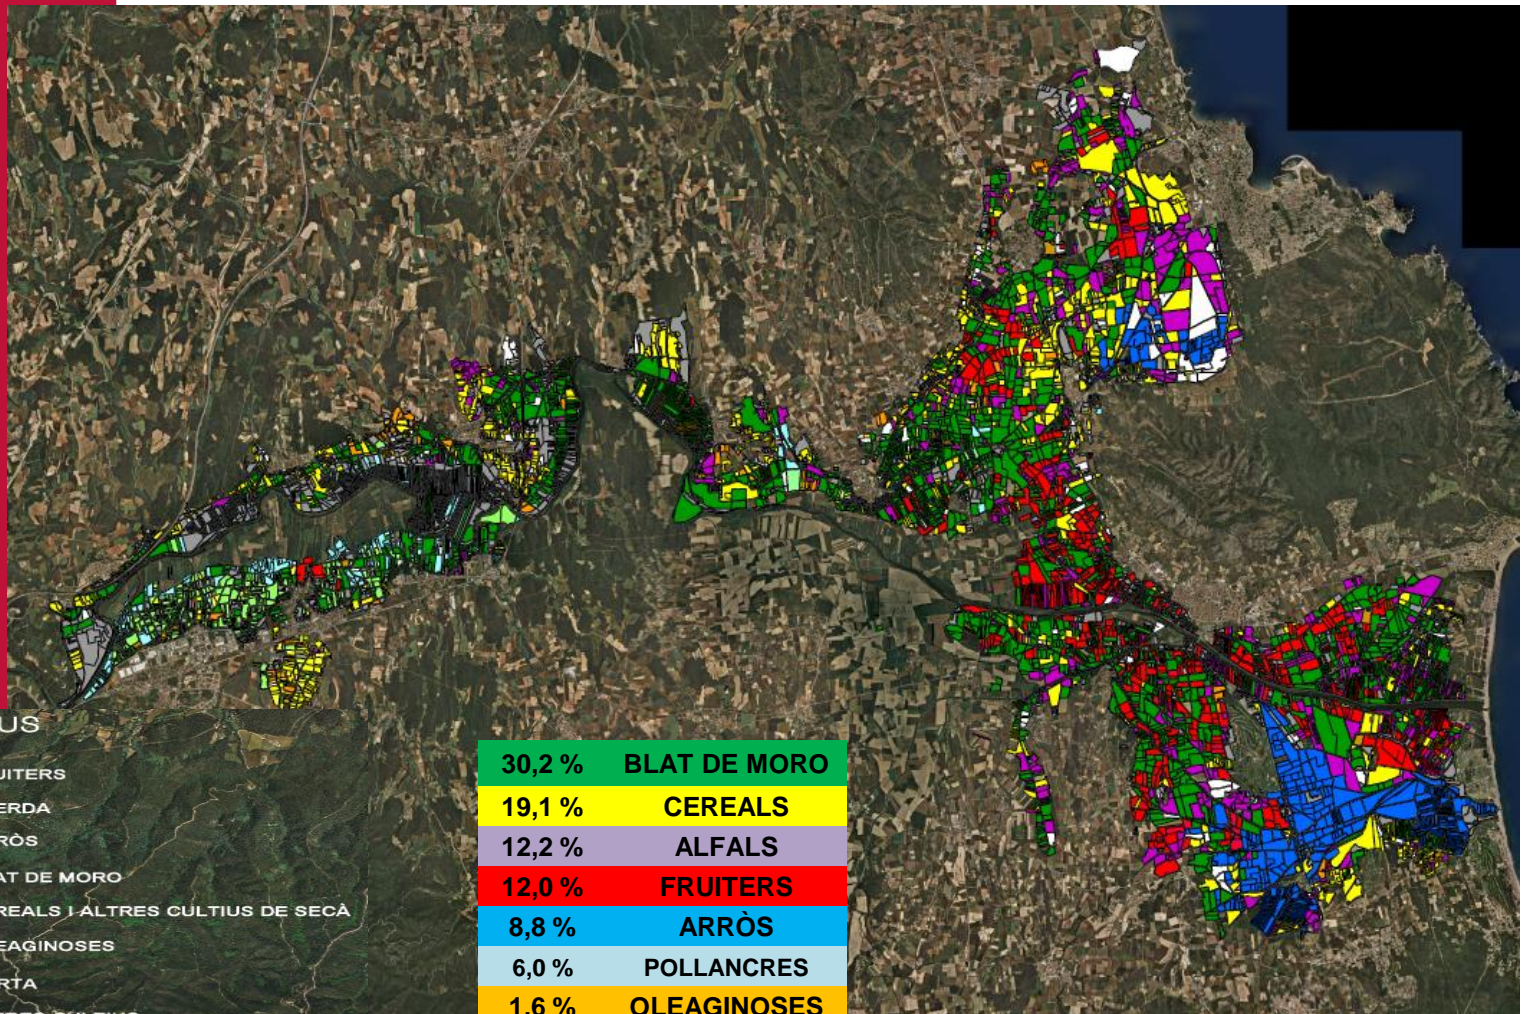 US
UITERS
ERDA
RÒS
AT DE MORO
REALS I ALTRES CULTIUS DE SECÀ
EAGINOSES
RTA
30,2 % BLAT DE MORO
19,1 % CEREALS
12,2 % ALFALS
12,0 % FRUITERS
8,8 % ARRÒS
6,0 % POLLANCRES
1,6 % OLEAGINOSES